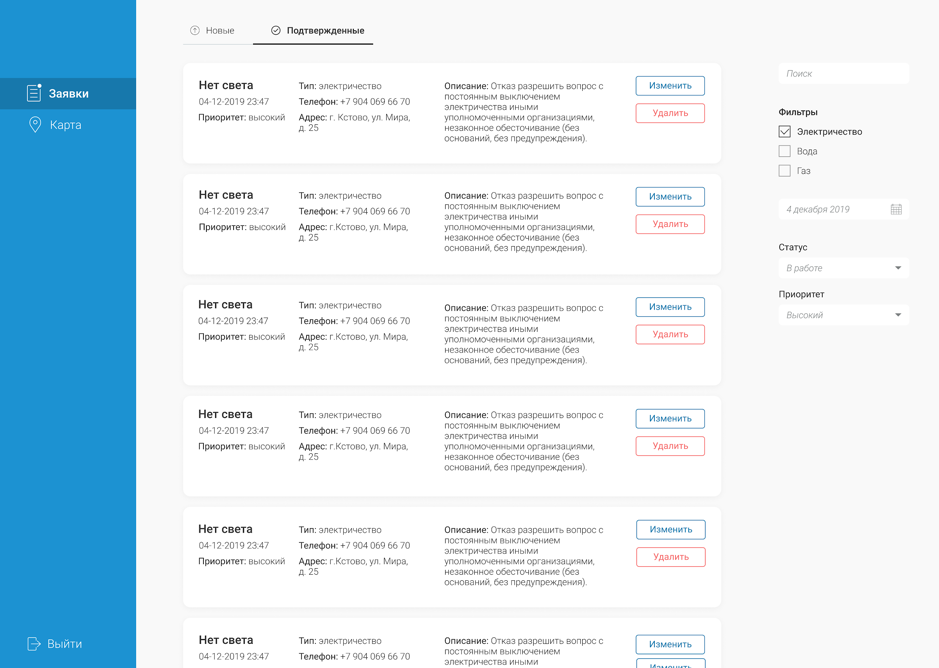 Новые
Подтвержденные
Заявки
Карта
Выйти
Нет света
04-12-2019 23:47
Приоритет: высокий
Тип: электричество
Телефон: +7 904 069 66 70
Адрес: г. Кстово, ул. Мира,
д. 25
Описание: Отказ разрешить вопрос с
постоянным выключением
электричества иными
уполномоченными организациями,
незаконное обесточивание (без
оснований, без предупреждения).
Изменить
Удалить
Нет света
04-12-2019 23:47
Приоритет: высокий
Тип: электричество
Телефон: +7 904 069 66 70
Адрес: г.Кстово, ул. Мира,
д. 25
Описание: Отказ разрешить вопрос с
постоянным выключением
электричества иными
уполномоченными организациями,
незаконное обесточивание (без
оснований, без предупреждения).
Изменить
Удалить
Нет света
04-12-2019 23:47
Приоритет: высокий
Тип: электричество
Телефон: +7 904 069 66 70
Адрес: г.Кстово, ул. Мира,
д. 25
Описание: Отказ разрешить вопрос с
постоянным выключением
электричества иными
уполномоченными организациями,
незаконное обесточивание (без
оснований, без предупреждения).
Изменить
Удалить
Нет света
04-12-2019 23:47
Приоритет: высокий
Тип: электричество
Телефон: +7 904 069 66 70
Адрес: г.Кстово, ул. Мира,
д. 25
Описание: Отказ разрешить вопрос с
постоянным выключением
электричества иными
уполномоченными организациями,
незаконное обесточивание (без
оснований, без предупреждения).
Изменить
Удалить
Нет света
04-12-2019 23:47
Приоритет: высокий
Тип: электричество
Телефон: +7 904 069 66 70
Адрес: г.Кстово, ул. Мира,
д. 25
Описание: Отказ разрешить вопрос с
постоянным выключением
электричества иными
уполномоченными организациями,
незаконное обесточивание (без
оснований, без предупреждения).
Изменить
Удалить
Нет света
04-12-2019 23:47
Тип: электричество
Телефон: +7 904 069 66 70
Описание: Отказ разрешить вопрос с
постоянным выключением
электричества иными
Изменить
Изменить
Поиск
Фильтры
Электричество
Вода
Газ
4 декабря 2019
Статус
В работе
Приоритет
Высокий